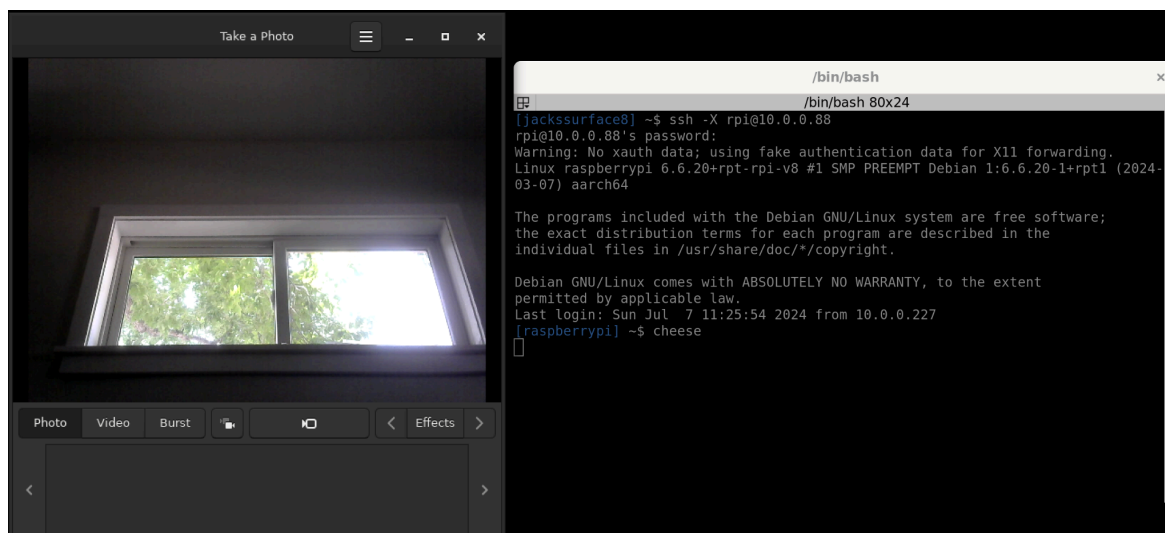 Take a Photo
Photo
Video
Burst
Effects
/bin/bash
/bin/bash 80x24
[jackssurface8] ~$ ssh -X rpi@10.0.0.88
rpi@10.0.0.88's password:
Warning: No xauth data; using fake authentication data for X11 forwarding.
Linux raspberrypi 6.6.20+rpt-rpi-v8 #1 SMP PREEMPT Debian 1:6.6.20-1+rpt1 (2024-
03-07) aarch64
The programs included with the Debian GNU/Linux system are free software;
the exact distribution terms for each program are described in the
individual files in /usr/share/doc/*/copyright.
Debian GNU/Linux comes with ABSOLUTELY NO WARRANTY, to the extent
permitted by applicable law.
Last login: Sun Jul  7 11:25:54 2024 from 10.0.0.227
[raspberrypi] ~$ cheese